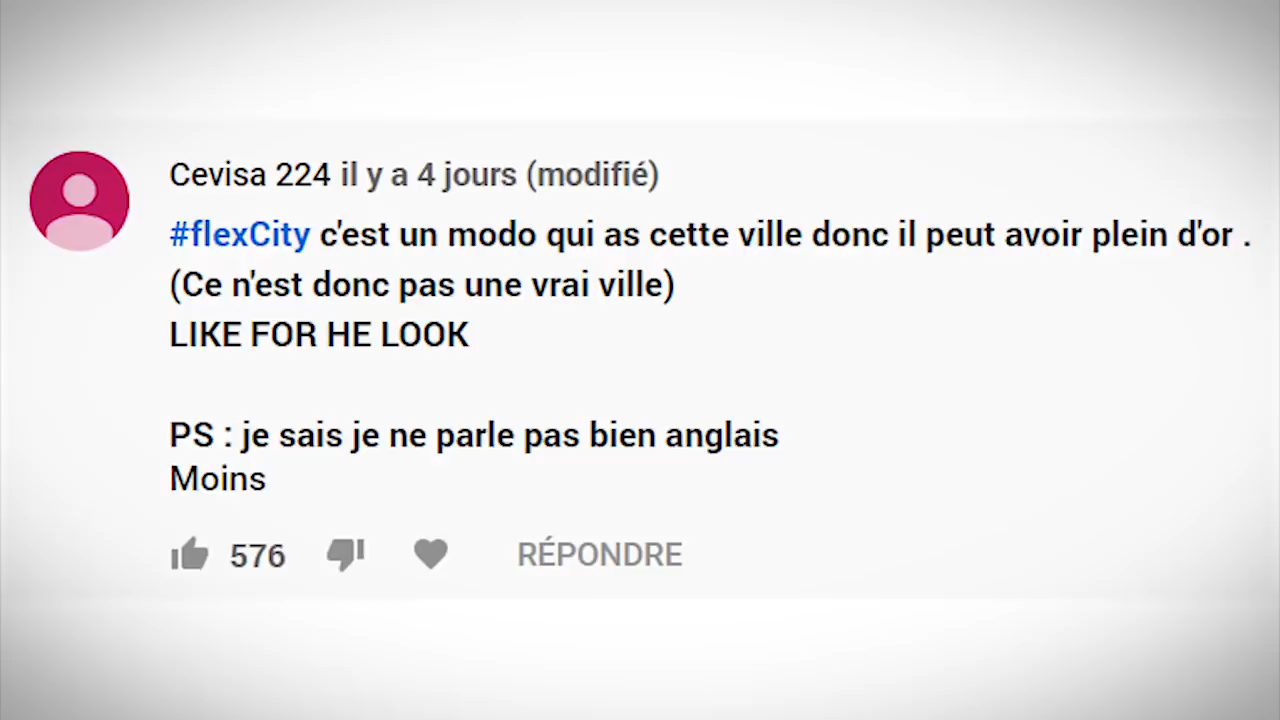 Cevisa 224 il y a 4 jours (modifié)
#flexCity c'est un modo qui as cette ville donc il peut avoir plein d'or .
(Ce n'est donc pas une vrai ville)
LIKE FOR HE LOOK
PS : je sais je ne parle pas bien anglais
Moins
576 RÉPONDRE